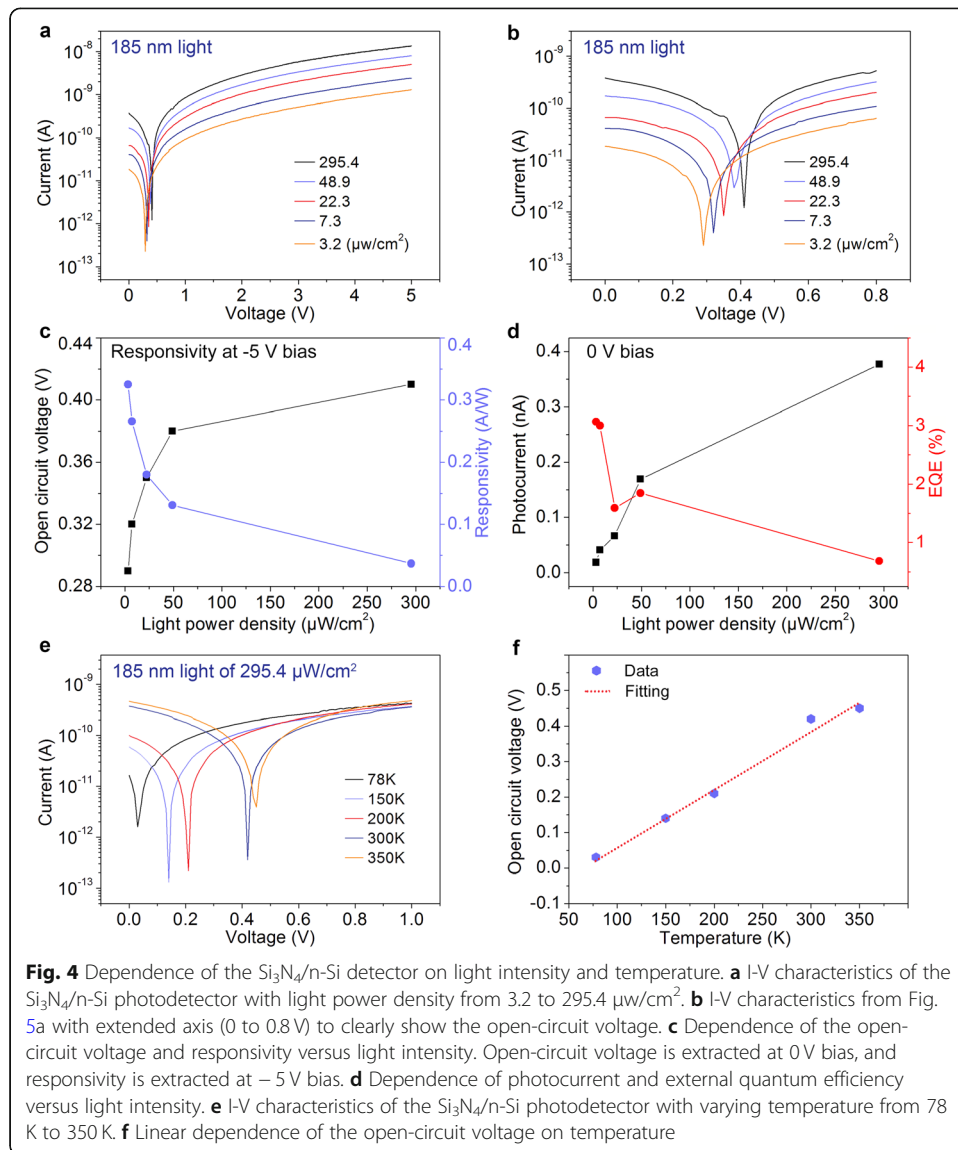 a
185 nm light
10⁻⁸
10⁻⁹
10⁻¹⁰
10⁻¹¹
10⁻¹²
10⁻¹³
Current (A)
295.4
48.9
22.3
7.3
3.2 (μw/cm²)
0 1 2 3 4 5
Voltage (V)
b
185 nm light
10⁻⁸
10⁻⁹
10⁻¹⁰
10⁻¹¹
10⁻¹²
10⁻¹³
Current (A)
295.4
48.9
22.3
7.3
3.2 (μw/cm²)
0.0 0.2 0.4 0.6 0.8
Voltage (V)
c
Responsivity at -5 V bias
0.44
0.40
0.36
0.32
0.28
Open circuit voltage (V)
0.4
0.3
0.2
0.1
0.0
Responsivity (A/W)
0 50 100 150 200 250 300
Light power density (μW/cm²)
d
0 V bias
0.4
0.3
0.2
0.1
0.0
Photocurrent (nA)
4
3
2
1
EQE (%)
0 50 100 150 200 250 300
Light power density (μW/cm²)
e
185 nm light of 295.4 μW/cm²
10⁻⁸
10⁻⁹
10⁻¹⁰
10⁻¹¹
10⁻¹²
10⁻¹³
Current (A)
78K
150K
200K
300K
350K
0.0 0.2 0.4 0.6 0.8 1.0
Voltage (V)
f
Data
Fitting
0.5
0.4
0.3
0.2
0.1
0.0
-0.1
Open circuit voltage (V)
50 100 150 200 250 300 350
Temperature (K)
Fig. 4 Dependence of the Si₃N₄/n-Si detector on light intensity and temperature. a I-V characteristics of the
Si₃N₄/n-Si photodetector with light power density from 3.2 to 295.4 μw/cm². b I-V characteristics from Fig.
5a with extended axis (0 to 0.8 V) to clearly show the open-circuit voltage. c Dependence of the open-
circuit voltage and responsivity versus light intensity. Open-circuit voltage is extracted at 0 V bias, and
responsivity is extracted at − 5 V bias. d Dependence of photocurrent and external quantum efficiency
versus light intensity. e I-V characteristics of the Si₃N₄/n-Si photodetector with varying temperature from 78
K to 350 K. f Linear dependence of the open-circuit voltage on temperature